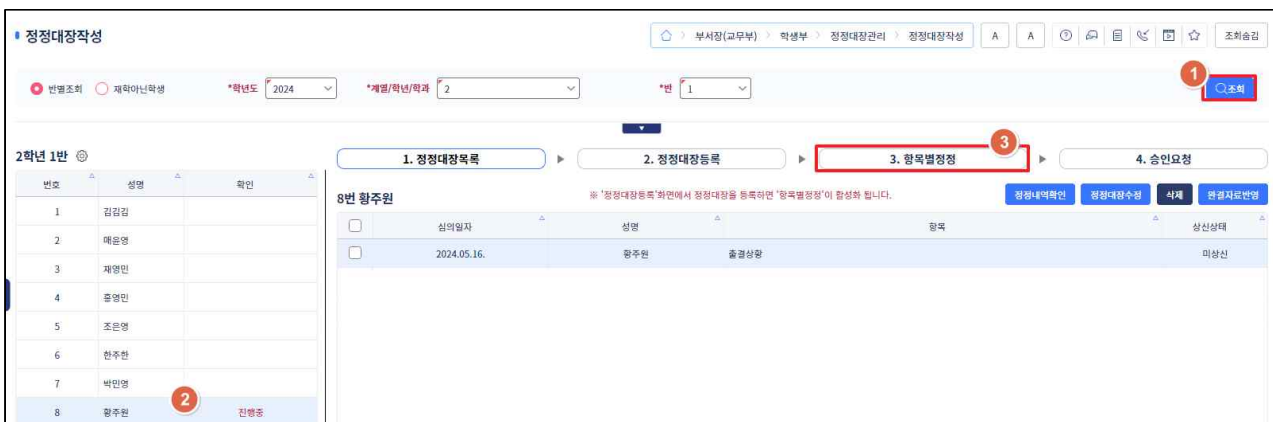 정정대장작성
부서장(교무부) > 학생부 > 정정대장관리 > 정정대장작성 A A 조회숨김
1
반별조회 재학아닌학생 *학년도 2024 *계열/학년/학과 2 *반 1 조회
2학년 1반
1. 정정대장목록 2. 정정대장등록 3. 항목별정정 4. 승인요청
3
번호 성명 확인
1 김김김
2 매윤영
3 재영민
4 홍영민
5 조은영
6 한주한
7 박민영
8 황주원 진행중
2
8번 황주원 ※ '정정대장등록'화면에서 정정대장을 등록하면 '항목별정정'이 활성화 됩니다. 정정내역확인 정정대장수정 삭제 완결자료반영
심의일자 성명 항목 상신상태
2024.05.16. 황주원 출결상황 미상신